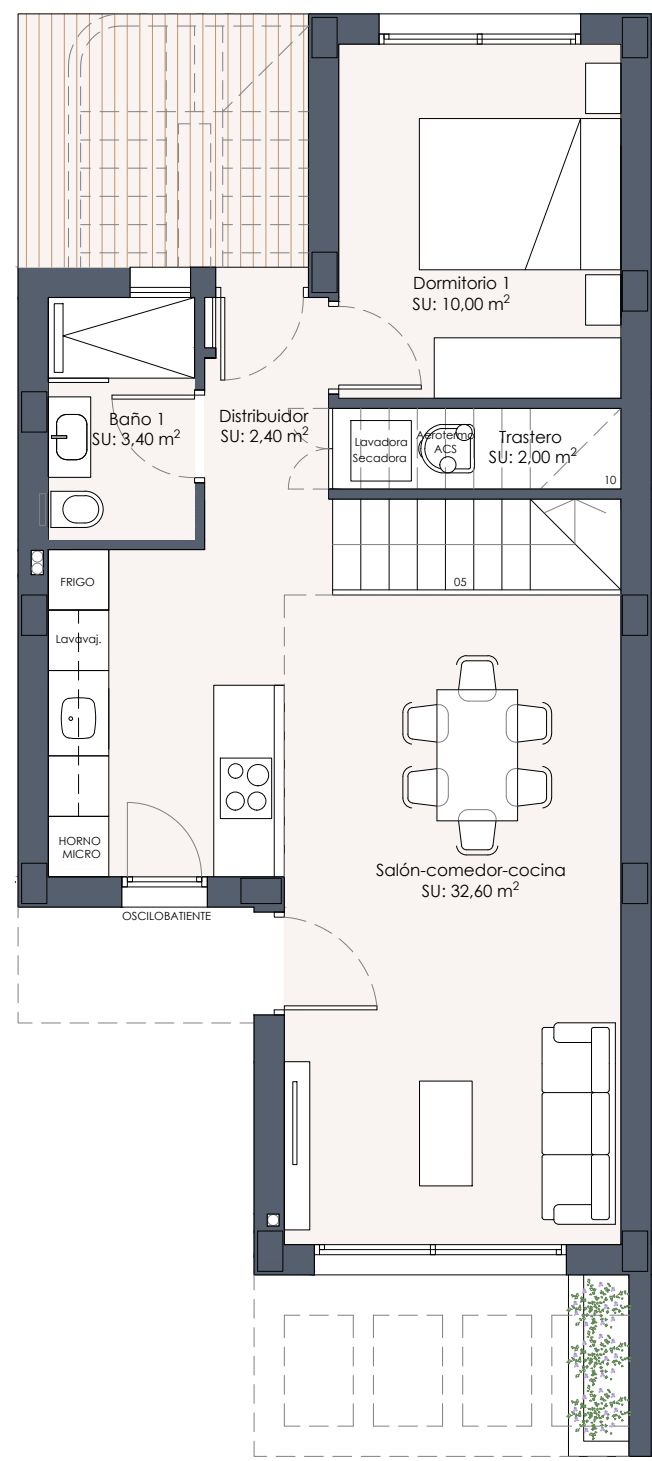 Dormitorio 1
SU: 10,00 m²
Baño 1
SU: 3,40 m²
Distribuidor
SU: 2,40 m²
Lavadora
Secadora
Aerotermo
ACS
Trastero
SU: 2,00 m²
10
05
FRIGO
Lavavaj.
HORNO
MICRO
OSCILOBATIENTE
Salón-comedor-cocina
SU: 32,60 m²